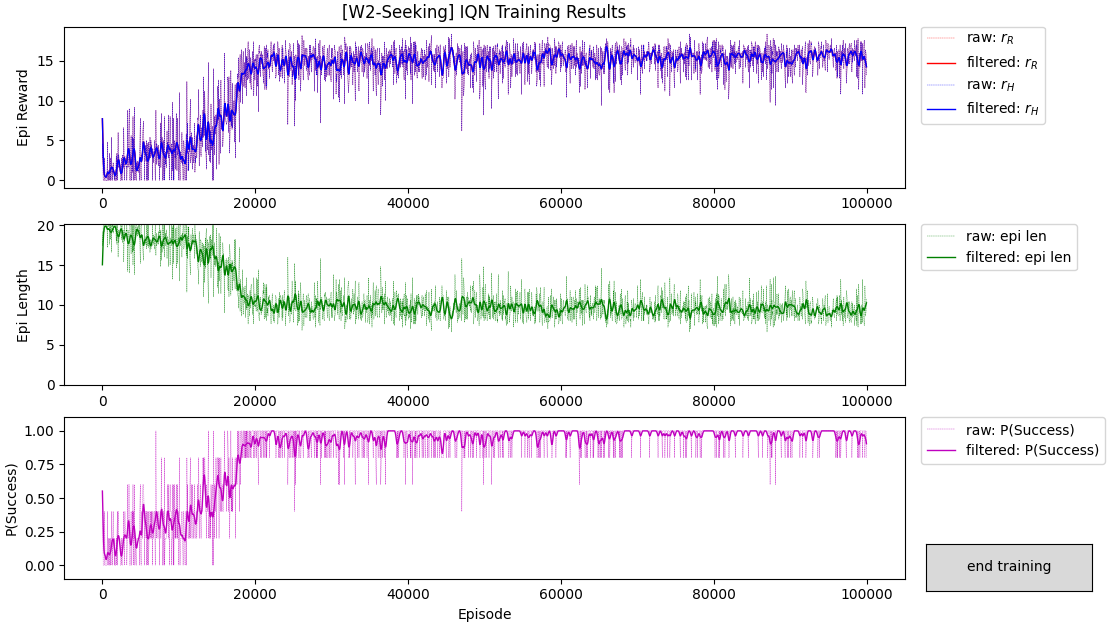 [W2-Seeking] IQN Training Results
Epi Reward
15
10
5
0
0 20000 40000 60000 80000 100000
raw: r_R
filtered: r_R
raw: r_H
filtered: r_H
Epi Length
20
15
10
5
0
0 20000 40000 60000 80000 100000
raw: epi len
filtered: epi len
P(Success)
1.00
0.75
0.50
0.25
0.00
0 20000 40000 60000 80000 100000
Episode
raw: P(Success)
filtered: P(Success)
end training